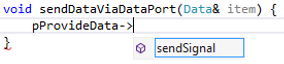 void sendDataViaDataPort(Data& item) {
pProvideData->
} sendSignal